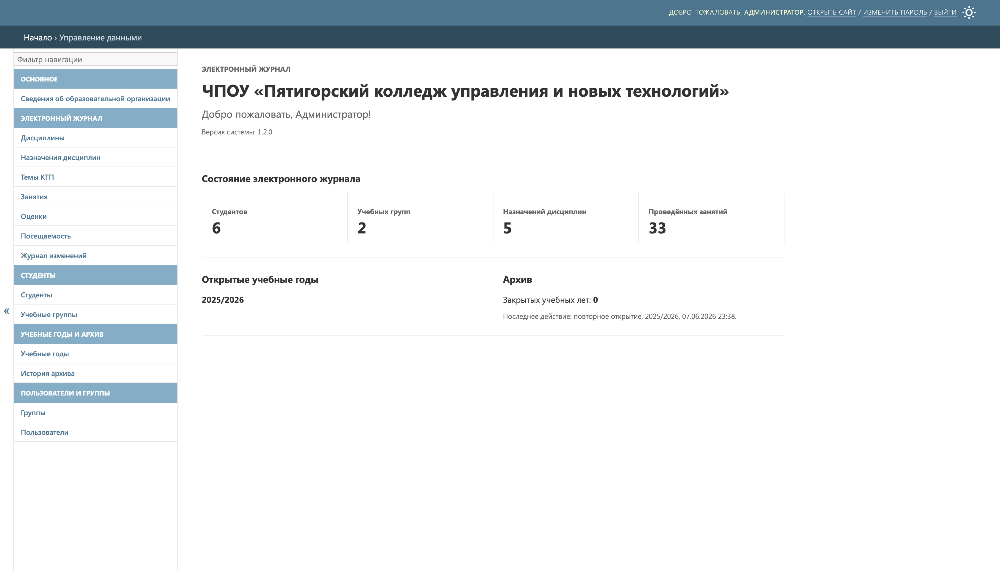 ДОБРО ПОЖАЛОВАТЬ, АДМИНИСТРАТОР. ОТКРЫТЬ САЙТ / ИЗМЕНИТЬ ПАРОЛЬ / ВЫЙТИ
Начало › Управление данными
Фильтр навигации
ОСНОВНОЕ
Сведения об образовательной организации
ЭЛЕКТРОННЫЙ ЖУРНАЛ
Дисциплины
Назначения дисциплин
Темы КТП
Занятия
Оценки
Посещаемость
Журнал изменений
СТУДЕНТЫ
Студенты
Учебные группы
УЧЕБНЫЕ ГОДЫ И АРХИВ
Учебные годы
История архива
ПОЛЬЗОВАТЕЛИ И ГРУППЫ
Группы
Пользователи
«
ЭЛЕКТРОННЫЙ ЖУРНАЛ
ЧПОУ «Пятигорский колледж управления и новых технологий»
Добро пожаловать, Администратор!
Версия системы: 1.2.0
Состояние электронного журнала
Студентов
6
Учебных групп
2
Назначений дисциплин
5
Проведённых занятий
33
Открытые учебные годы
2025/2026
Архив
Закрытых учебных лет: 0
Последнее действие: повторное открытие, 2025/2026, 07.06.2026 23:38.